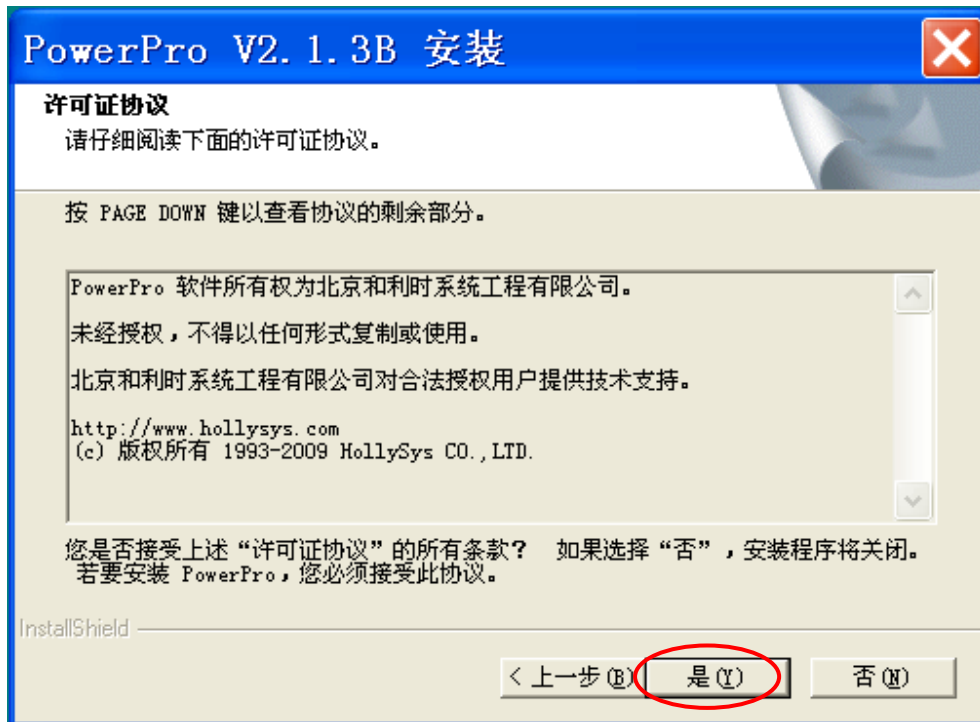 PowerPro V2.1.3B 安装
许可证协议
请仔细阅读下面的许可证协议。
按 PAGE DOWN 键以查看协议的剩余部分。
PowerPro 软件所有权为北京和利时系统工程有限公司。
未经授权，不得以任何形式复制或使用。
北京和利时系统工程有限公司对合法授权用户提供技术支持。
http://www.hollysys.com
(c) 版权所有 1993-2009 HollySys CO.,LTD.
您是否接受上述“许可证协议”的所有条款？ 如果选择“否”，安装程序将关闭。
若要安装 PowerPro，您必须接受此协议。
InstallShield
< 上一步(B) 是(Y) 否(N)